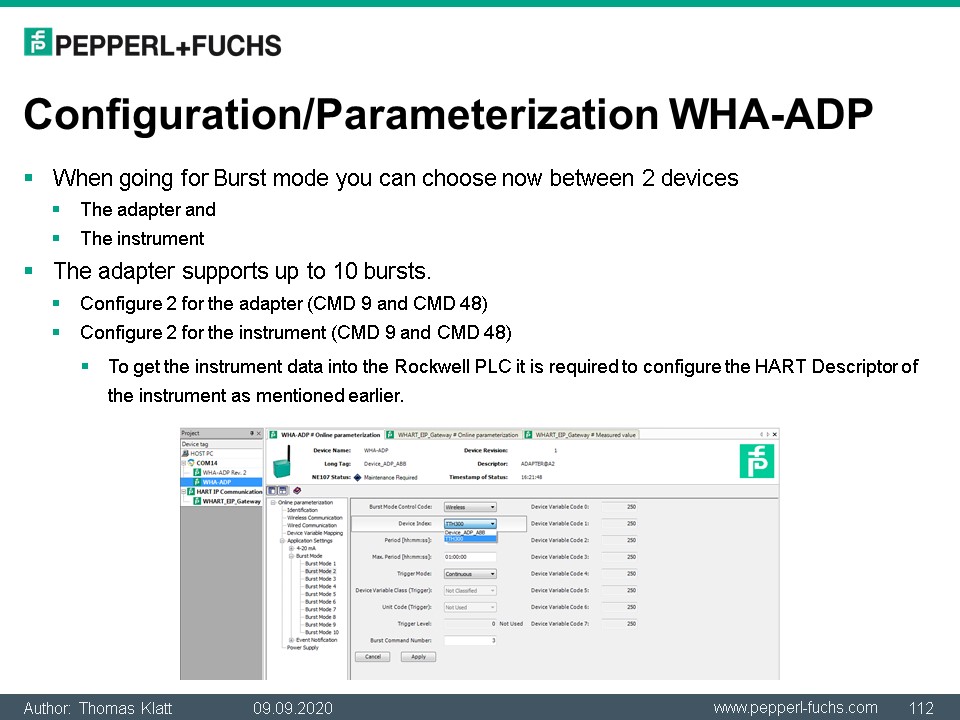 PEPPERL+FUCHS
Configuration/Parameterization WHA-ADP
When going for Burst mode you can choose now between 2 devices
The adapter and
The instrument
The adapter supports up to 10 bursts.
Configure 2 for the adapter (CMD 9 and CMD 48)
Configure 2 for the instrument (CMD 9 and CMD 48)
To get the instrument data into the Rockwell PLC it is required to configure the HART Descriptor of
the instrument as mentioned earlier.
Project
Device tag
HOST PC
COM14
WHA-ADP Rev. 2
WHA-ADP
HART IP Communication
WHART_EIP_Gateway
WHA-ADP # Online parametrization WHART_EIP_Gateway # Online parametrization WHART_EIP_Gateway # Measured value
Device Name: WHA-ADP Device Revision: 1
Long Tag: Device_ADP_ABB Descriptor: ADAPTER@A2
NE107 Status: Maintenance Required Timestamp of Status: 16:21:48
Online parametrization
Identification
Wireless Communication
Wired Communication
Device Variable Mapping
Application Settings
4-20 mA
Burst Mode
Burst Mode 1
Burst Mode 2
Burst Mode 3
Burst Mode 4
Burst Mode 5
Burst Mode 6
Burst Mode 7
Burst Mode 8
Burst Mode 9
Burst Mode 10
Event Notification
Power Supply
Burst Mode Control Code: Wireless Device Variable Code 0: 250
Device Index: TTH300 Device Variable Code 1: 250
Device_ADP_ABB
TTH300
Period [hh:mm:ss]: Device Variable Code 2: 250
Max. Period [hh:mm:ss]: 01:00:00 Device Variable Code 3: 250
Trigger Mode: Continuous Device Variable Code 4: 250
Device Variable Class (Trigger): Not Classified Device Variable Code 5: 250
Unit Code (Trigger): Not Used Device Variable Code 6: 250
Trigger Level: 0 Not Used Device Variable Code 7: 250
Burst Command Number: 3
Cancel Apply
Author: Thomas Klatt 09.09.2020 www.pepperl-fuchs.com 112